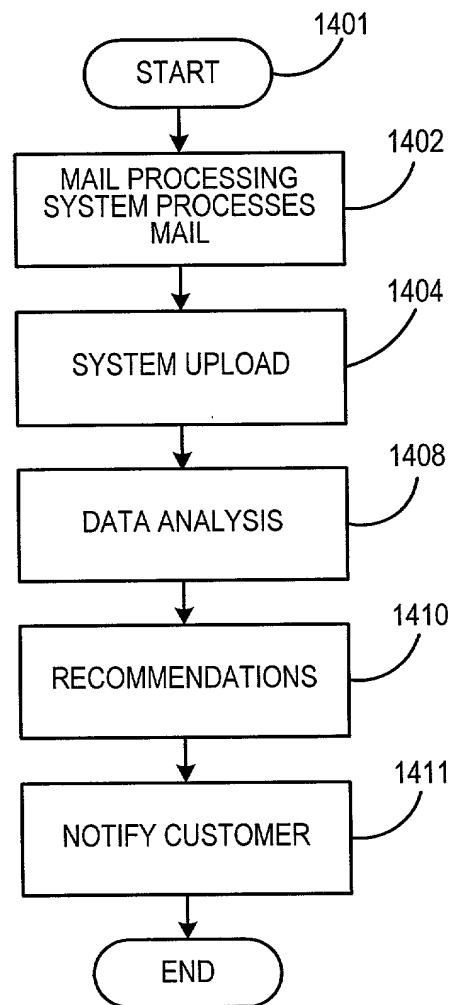 1401
START
1402
MAIL PROCESSING
SYSTEM PROCESSES
MAIL
1404
SYSTEM UPLOAD
1408
DATA ANALYSIS
1410
RECOMMENDATIONS
1411
NOTIFY CUSTOMER
END